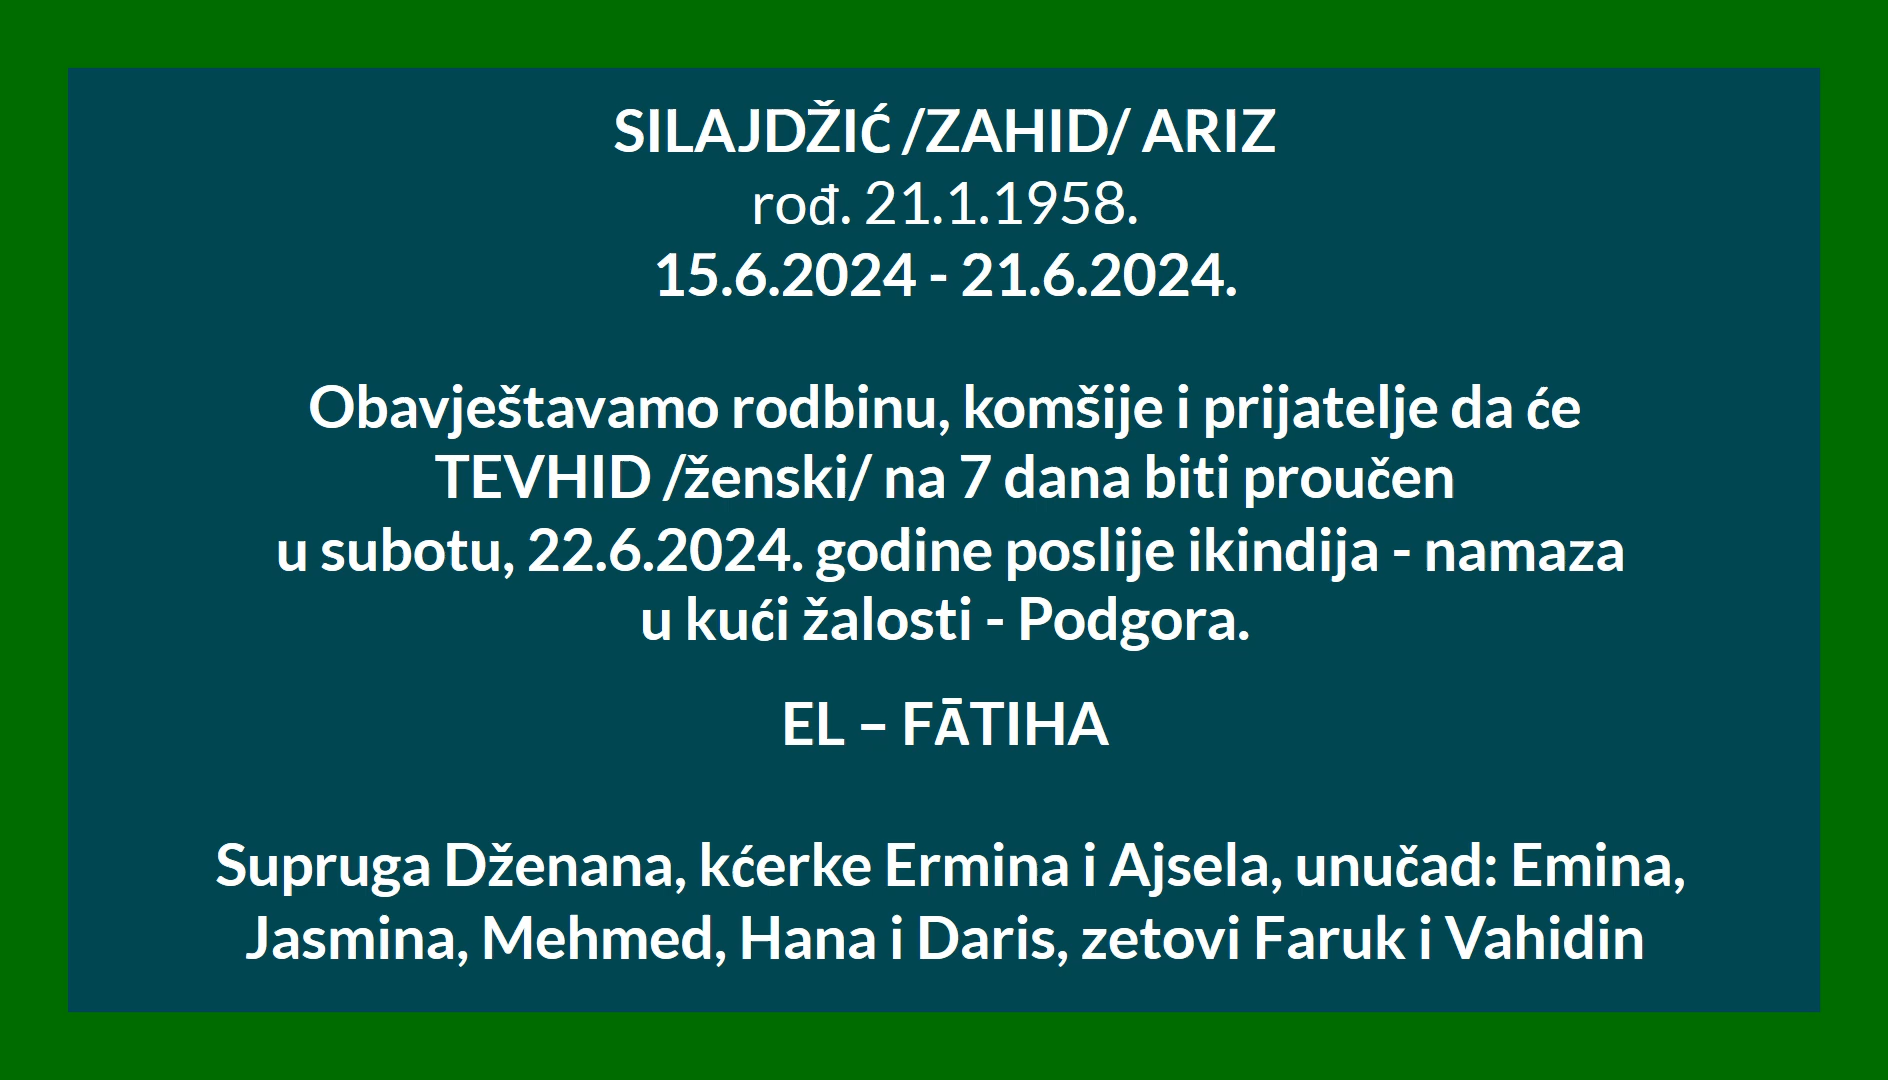 SILAJDŽIĆ /ZAHID/ ARIZ
rođ. 21.1.1958.
15.6.2024 - 21.6.2024.
Obavještavamo rodbinu, komšije i prijatelje da će
TEVHID /ženski/ na 7 dana biti proučen
u subotu, 22.6.2024. godine poslije ikindija - namaza
u kući žalosti - Podgora.
EL – FĀTIHA
Supruga Dženana, kćerke Ermina i Ajsela, unučad: Emina,
Jasmina, Mehmed, Hana i Daris, zetovi Faruk i Vahidin